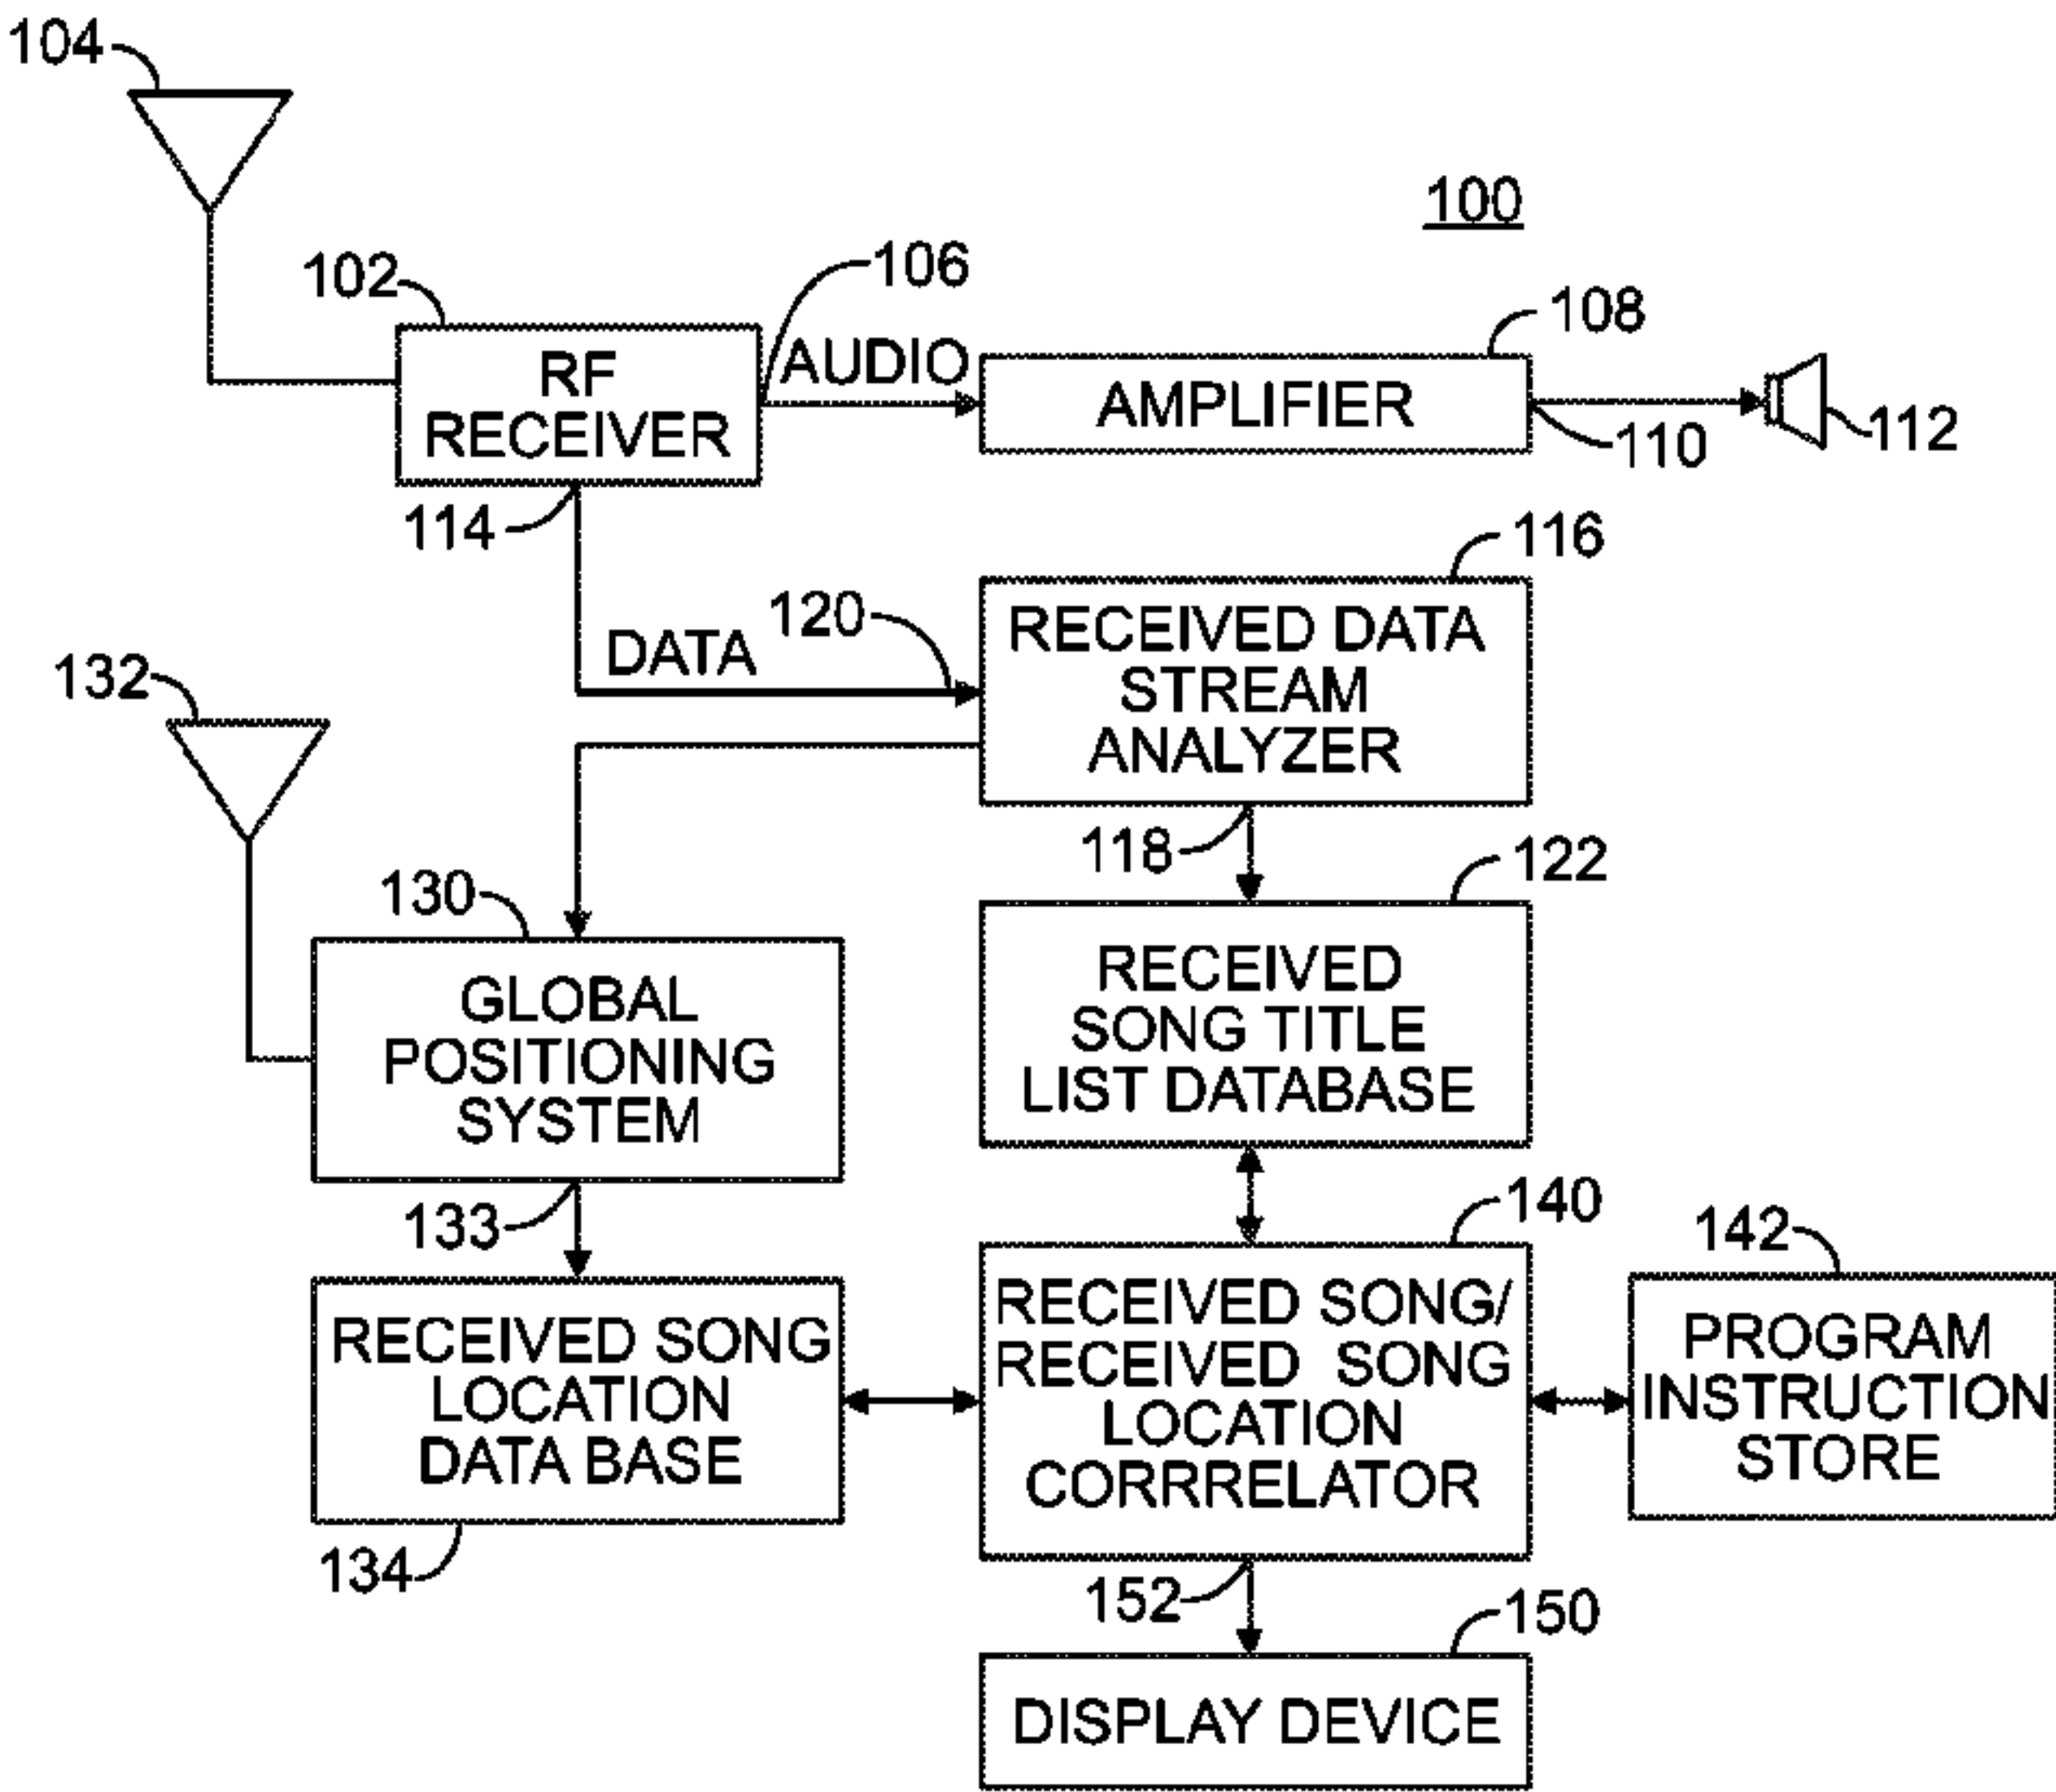 104
100
102
106
108
RF
RECEIVER
AUDIO
AMPLIFIER
110
112
114
116
120
DATA
RECEIVED DATA
STREAM
ANALYZER
132
118
122
130
GLOBAL
POSITIONING
SYSTEM
RECEIVED
SONG TITLE
LIST DATABASE
133
140
142
RECEIVED SONG
LOCATION
DATA BASE
RECEIVED SONG/
RECEIVED SONG
LOCATION
CORRRELATOR
PROGRAM
INSTRUCTION
STORE
134
152
150
DISPLAY DEVICE